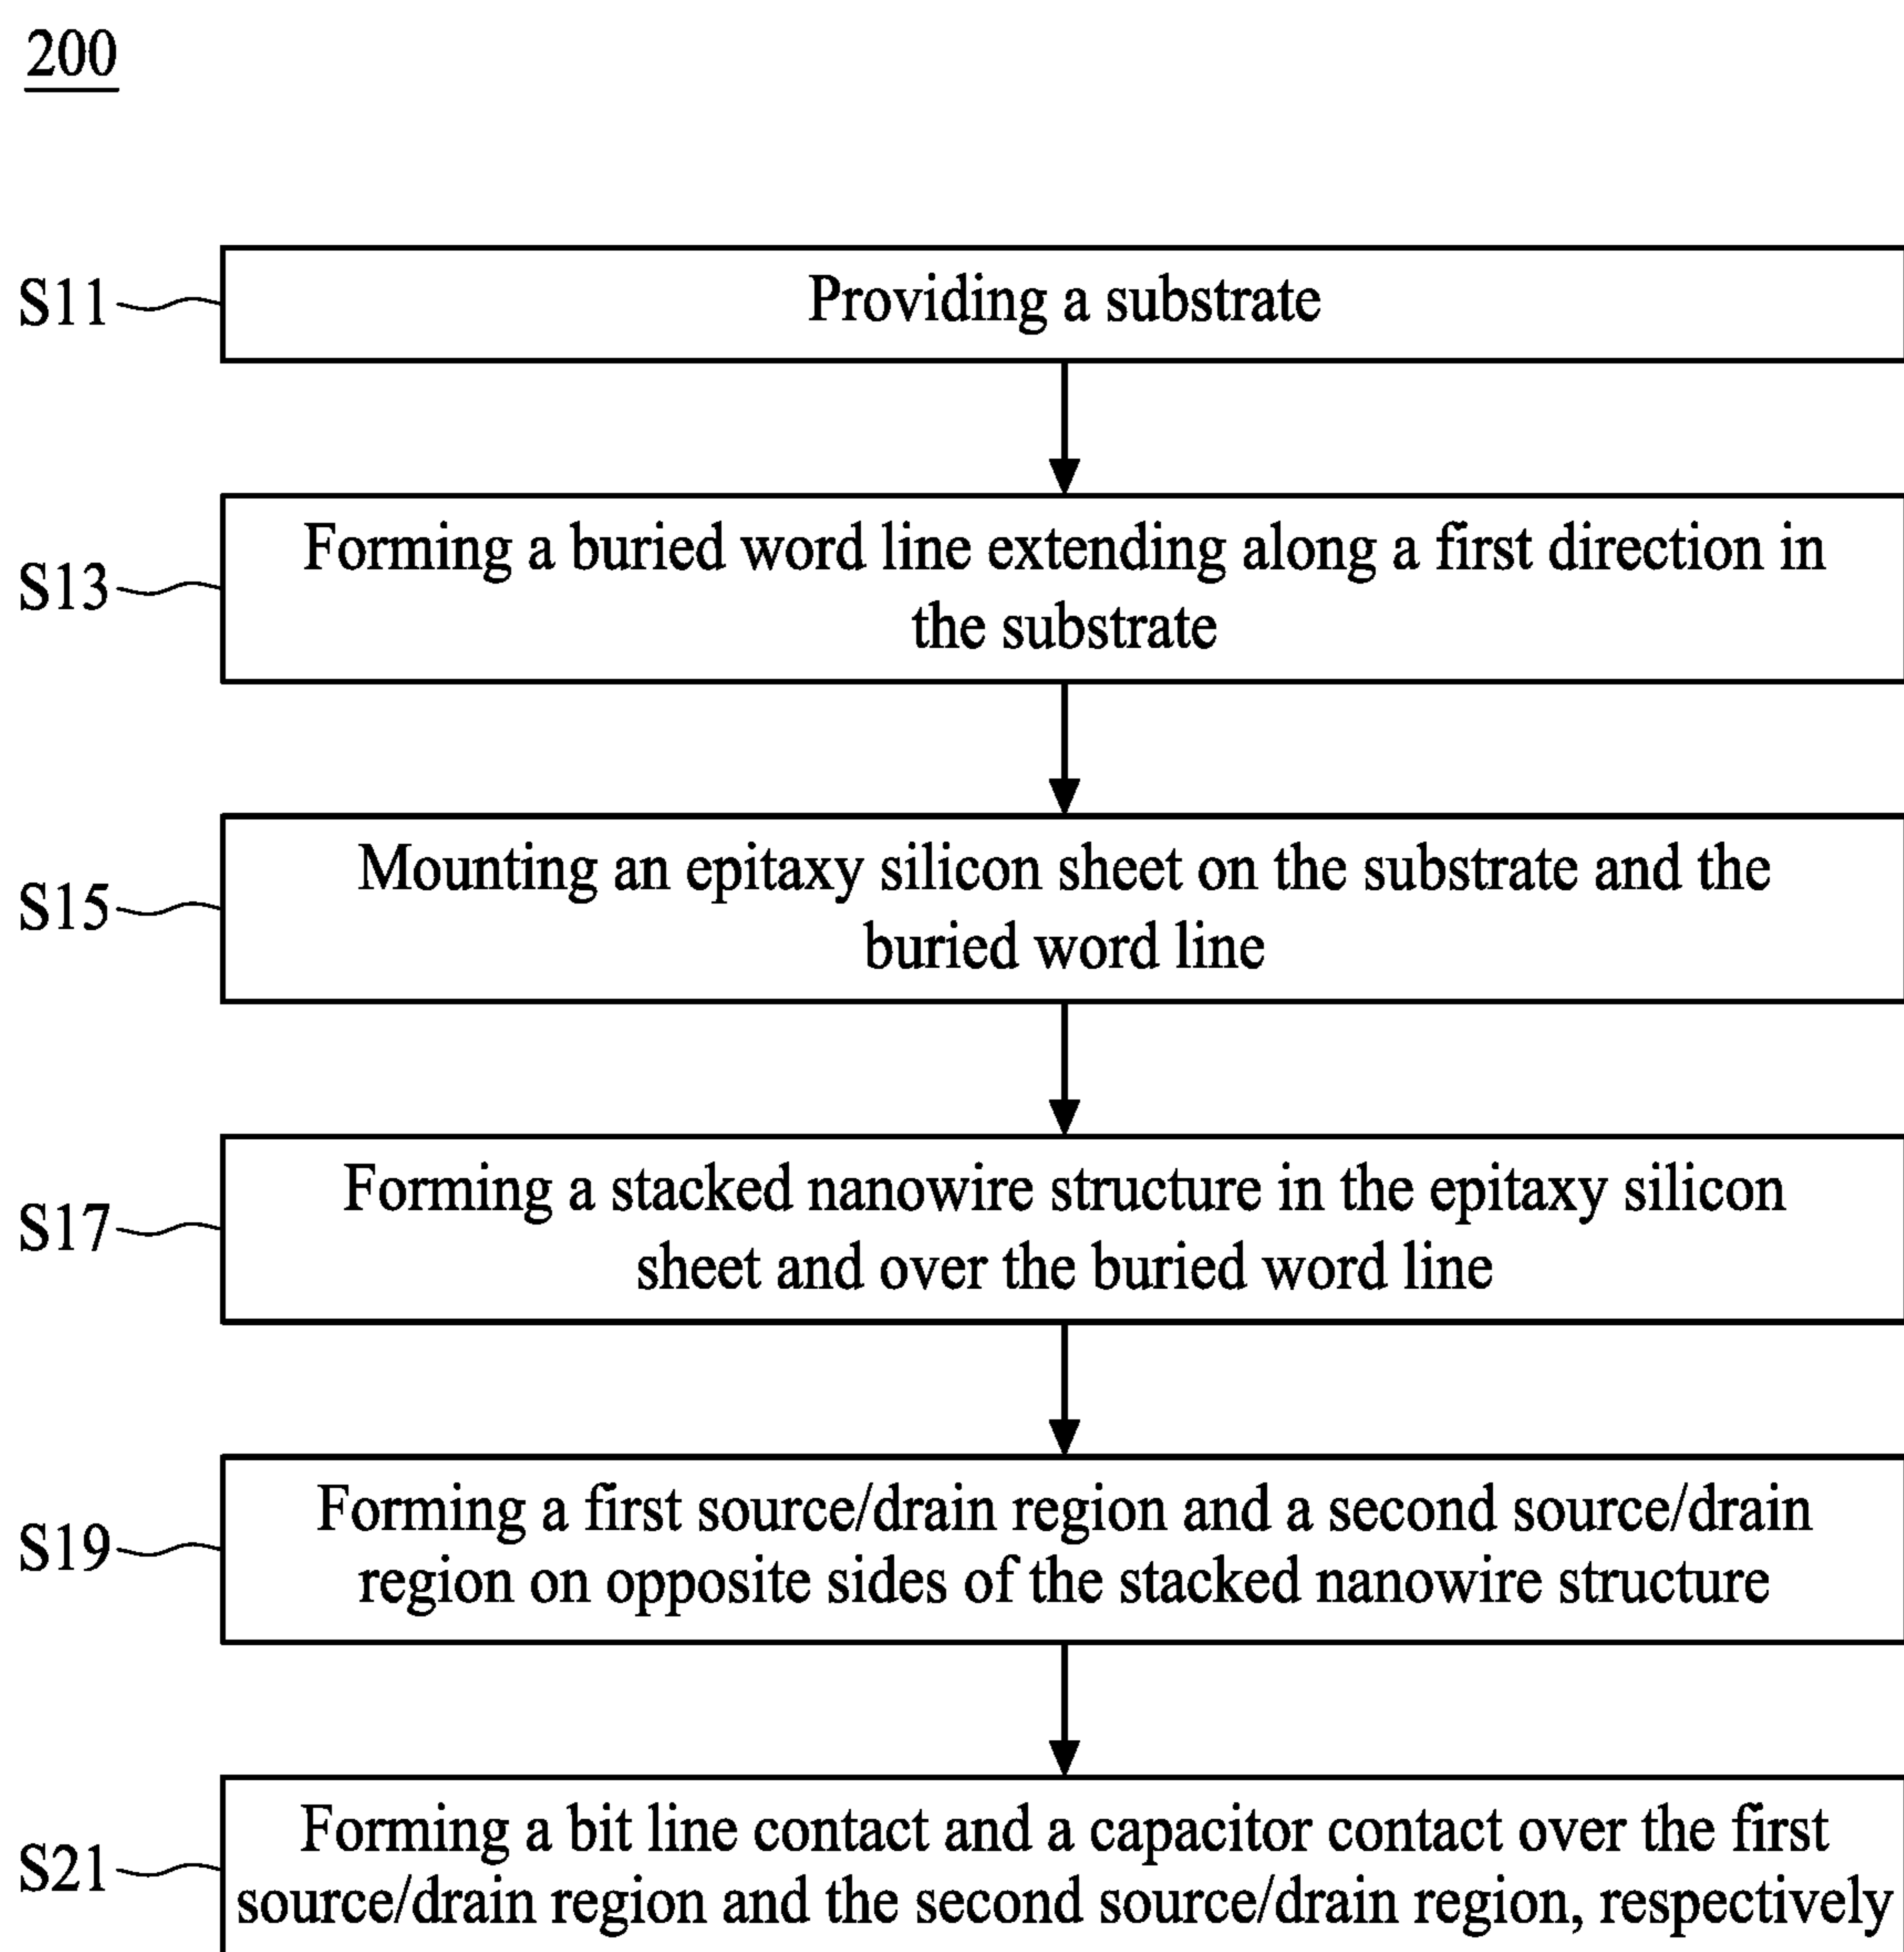 200
S11
Providing a substrate
S13
Forming a buried word line extending along a first direction in
the substrate
S15
Mounting an epitaxy silicon sheet on the substrate and the
buried word line
S17
Forming a stacked nanowire structure in the epitaxy silicon
sheet and over the buried word line
S19
Forming a first source/drain region and a second source/drain
region on opposite sides of the stacked nanowire structure
S21
Forming a bit line contact and a capacitor contact over the first
source/drain region and the second source/drain region, respectively